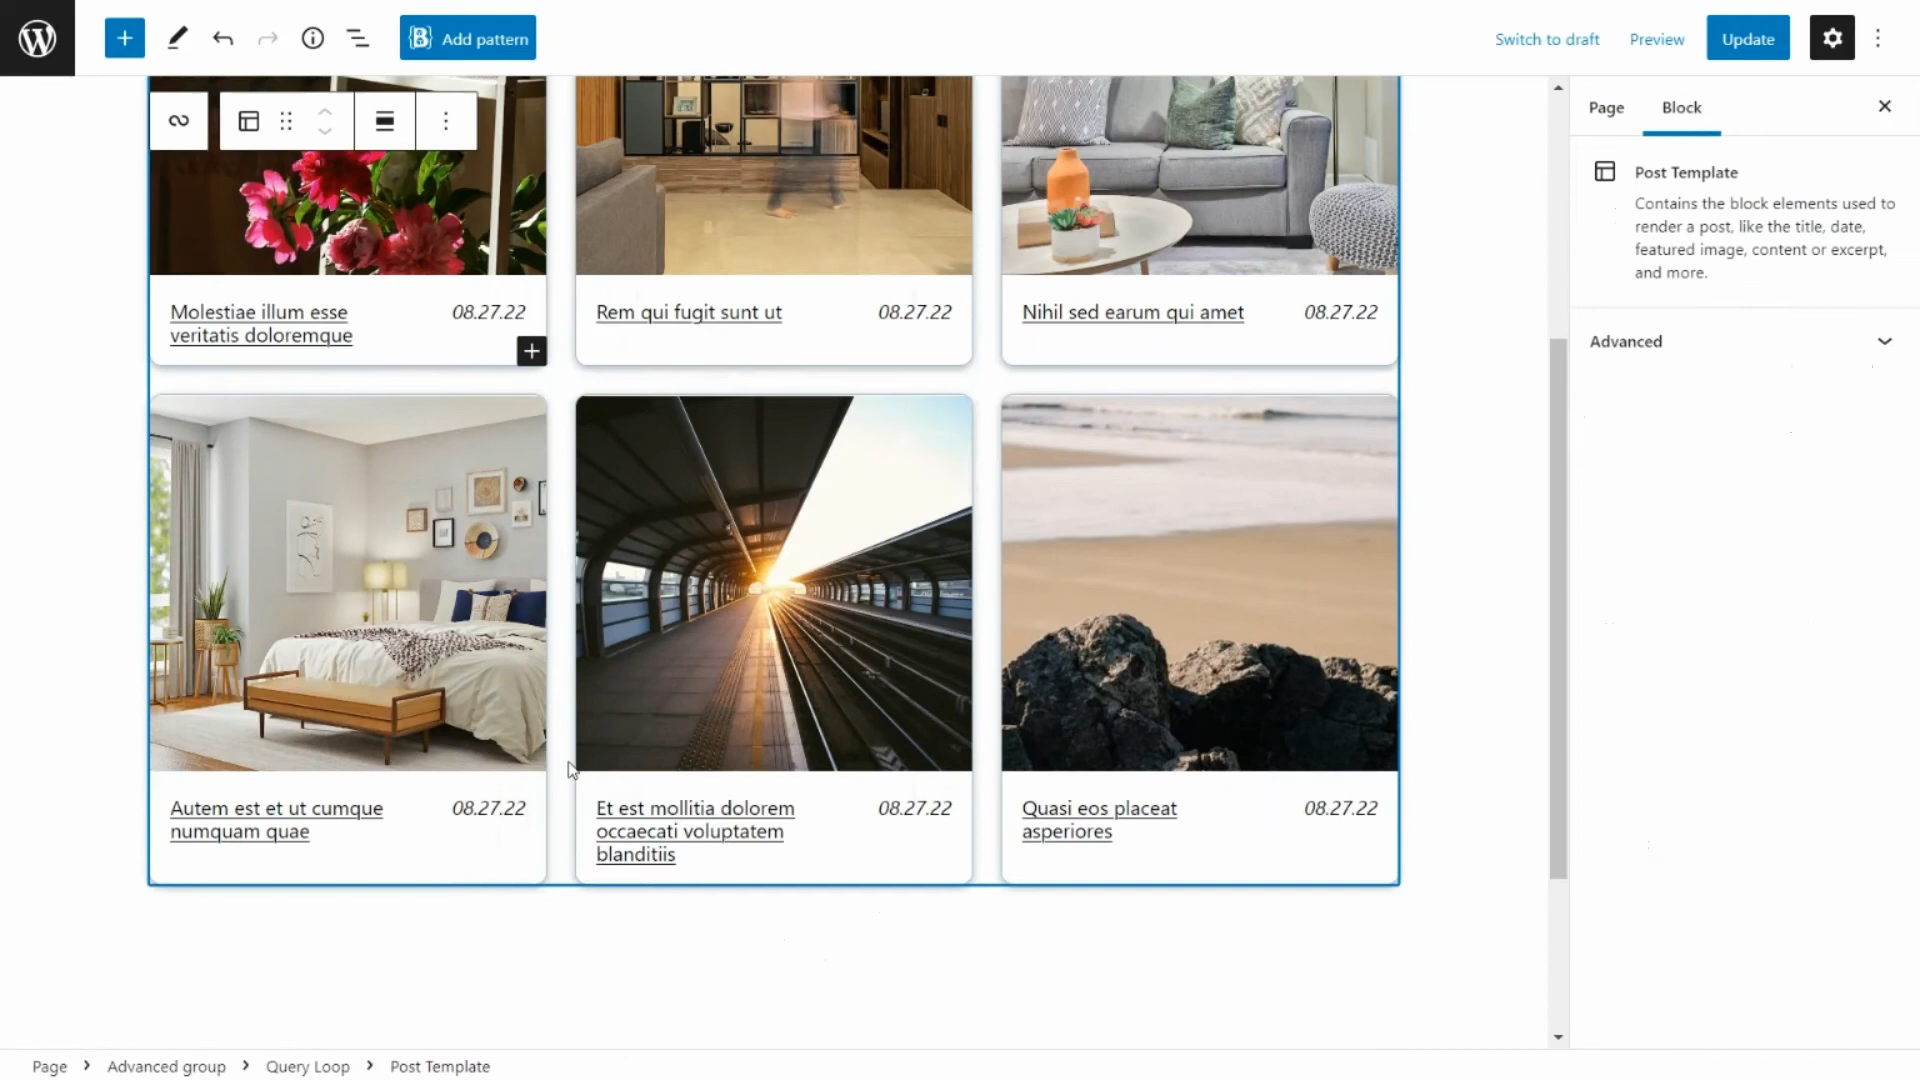 Add pattern
Switch to draft
Preview
Update
Page
Block
Post Template
Contains the block elements used to
render a post, like the title, date,
featured image, content or excerpt,
and more.
Advanced
Molestiae illum esse
veritatis doloremque
08.27.22
Rem qui fugit sunt ut
08.27.22
Nihil sed earum qui amet
08.27.22
Autem est et ut cumque
numquam quae
08.27.22
Et est mollitia dolorem
occaecati voluptatem
blanditiis
08.27.22
Quasi eos placeat
asperiores
08.27.22
Page > Advanced group > Query Loop > Post Template